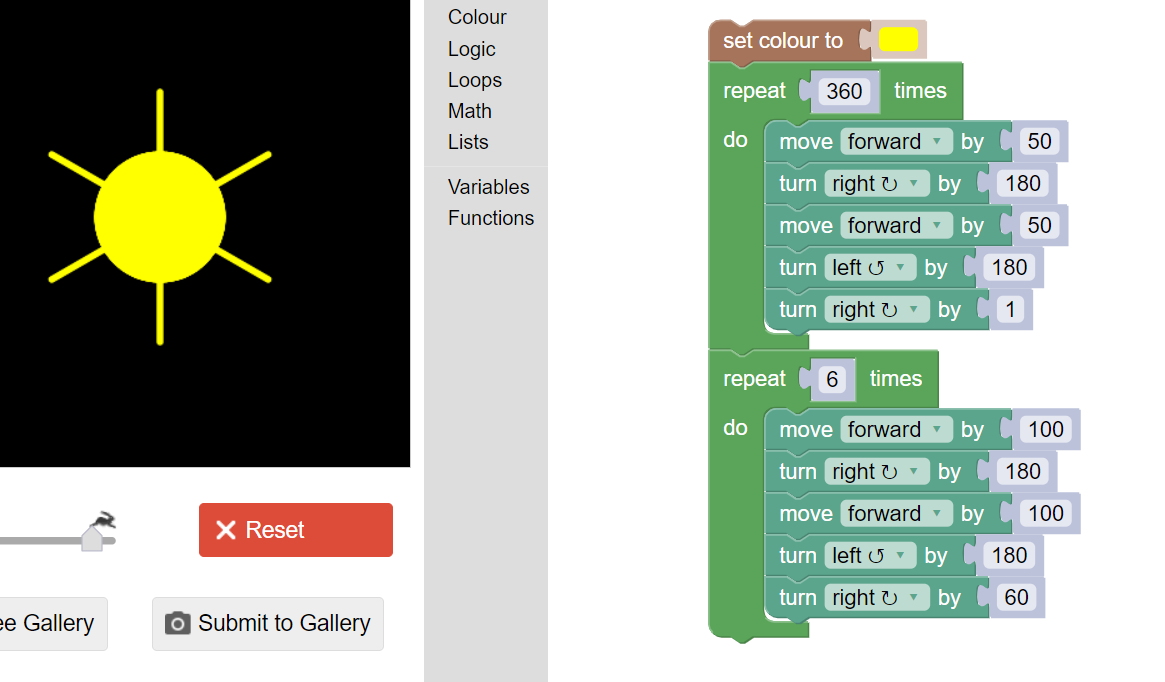 Colour
Logic
Loops
Math
Lists
Variables
Functions
Reset
ee Gallery
Submit to Gallery
set colour to
repeat 360 times
do move forward by 50
turn right ↻ by 180
move forward by 50
turn left ↺ by 180
turn right ↻ by 1
repeat 6 times
do move forward by 100
turn right ↻ by 180
move forward by 100
turn left ↺ by 180
turn right ↻ by 60